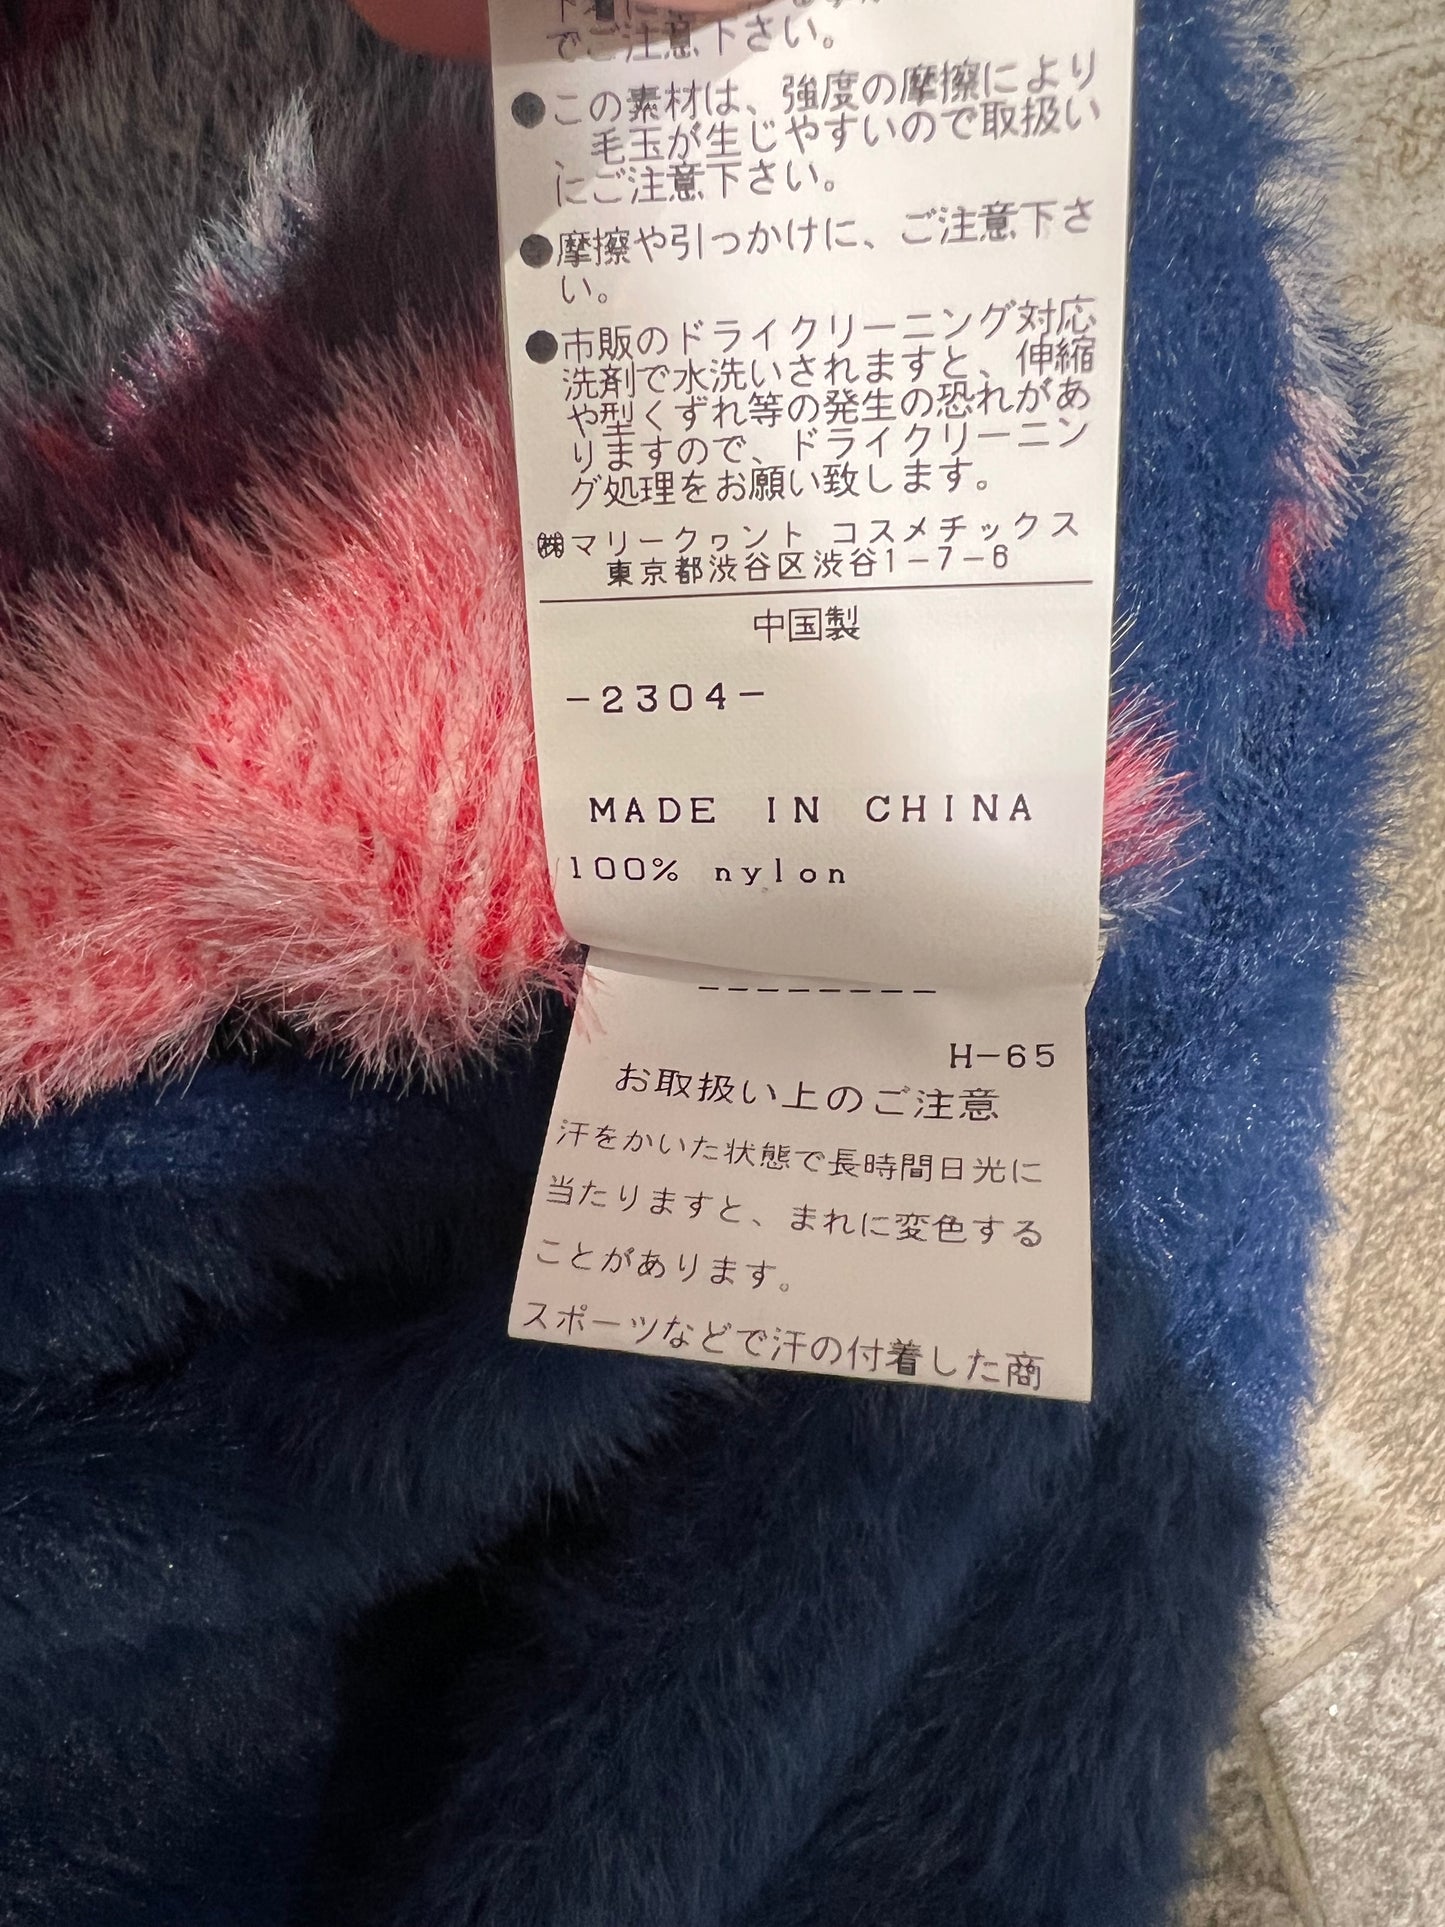 でご注意下さい。
●この素材は、強度の摩擦により
、毛玉が生じやすいので取扱い
にご注意下さい。
●摩擦や引っかけに、ご注意下さ
い。
●市販のドライクリーニング対応
洗剤で水洗いされますと、伸縮
や型くずれ等の発生の恐れがあ
りますので、ドライクリーニン
グ処理をお願い致します。
㈱マリークヮント コスメチックス
東京都渋谷区渋谷1-7-6
中国製
-2304-
MADE IN CHINA
100% nylon
--------
H-65
お取扱い上のご注意
汗をかいた状態で長時間日光に
当たりますと、まれに変色する
ことがあります。
スポーツなどで汗の付着した商